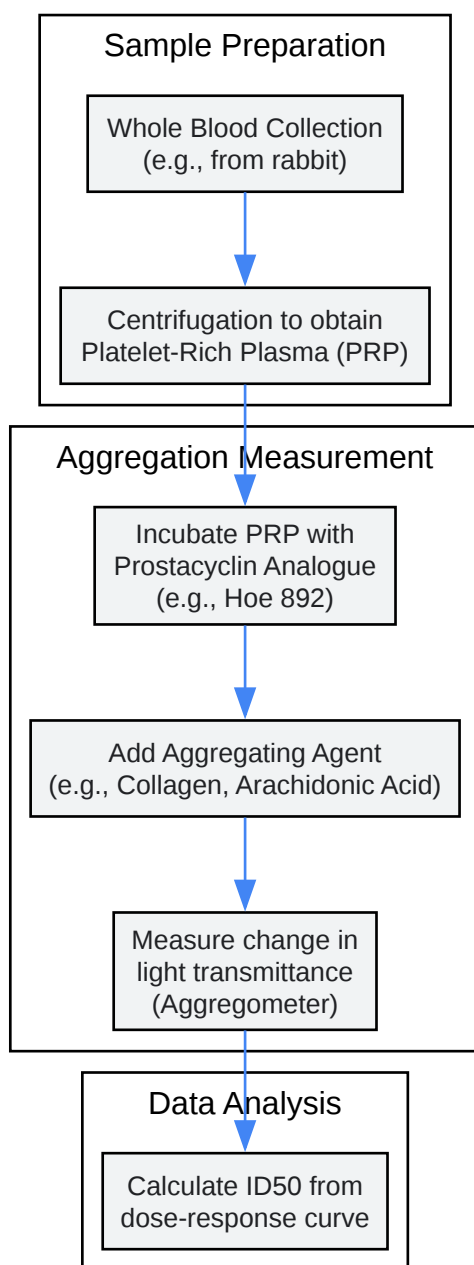 Sample Preparation
Whole Blood Collection
(e.g., from rabbit)
Centrifugation to obtain
Platelet-Rich Plasma (PRP)
Aggregation Measurement
Incubate PRP with
Prostacyclin Analogue
(e.g., Hoe 892)
Add Aggregating Agent
(e.g., Collagen, Arachidonic Acid)
Measure change in
light transmittance
(Aggregometer)
Data Analysis
Calculate ID50 from
dose-response curve